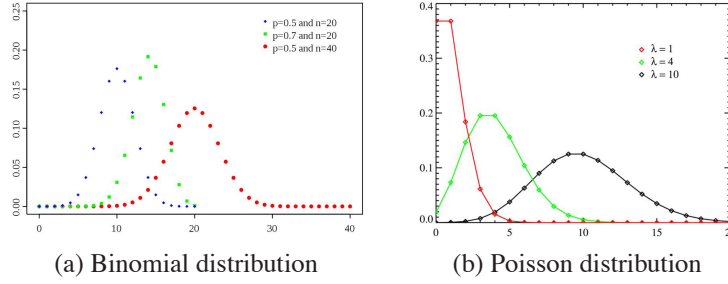 p=0.5 and n=20
p=0.7 and n=20
p=0.5 and n=40
0.25
0.20
0.15
0.10
0.05
0.00
0 10 20 30 40
(a) Binomial distribution
0.4
0.3
0.2
0.1
0.0
λ = 1
λ = 4
λ = 10
0 5 10 15 20
(b) Poisson distribution